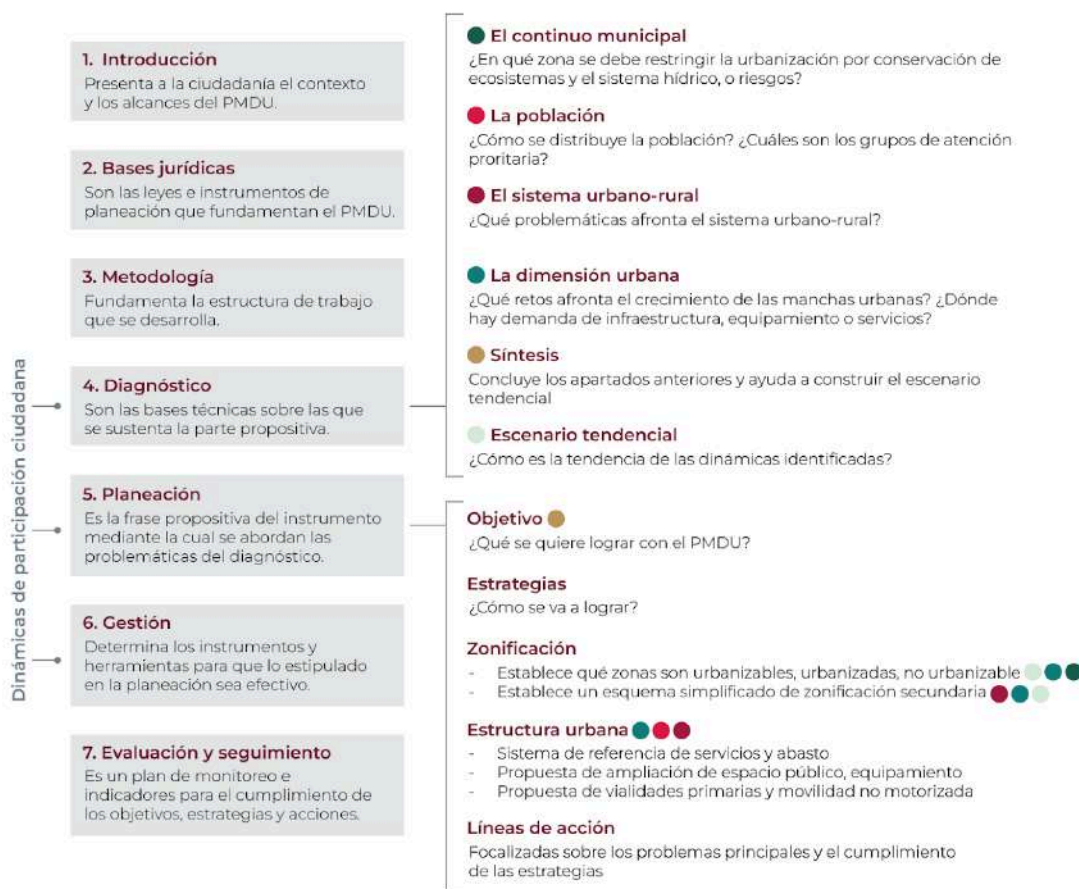 Dinámicas de participación ciudadana
1. Introducción
Presenta a la ciudadanía el contexto
y los alcances del PMDU.
2. Bases jurídicas
Son las leyes e instrumentos de
planeación que fundamentan el PMDU.
3. Metodología
Fundamenta la estructura de trabajo
que se desarrolla.
4. Diagnóstico
Son las bases técnicas sobre las que
se sustenta la parte propositiva.
5. Planeación
Es la frase propositiva del instrumento
mediante la cual se abordan las
problemáticas del diagnóstico.
6. Gestión
Determina los instrumentos y
herramientas para que lo estipulado
en la planeación sea efectivo.
7. Evaluación y seguimiento
Es un plan de monitoreo e
indicadores para el cumplimiento de
los objetivos, estrategias y acciones.
El continuo municipal
¿En qué zona se debe restringir la urbanización por conservación de
ecosistemas y el sistema hídrico, o riesgos?
La población
¿Cómo se distribuye la población? ¿Cuáles son los grupos de atención
proritaria?
El sistema urbano-rural
¿Qué problemáticas afronta el sistema urbano-rural?
La dimensión urbana
¿Qué retos afronta el crecimiento de las manchas urbanas? ¿Dónde
hay demanda de infraestructura, equipamiento o servicios?
Síntesis
Concluye los apartados anteriores y ayuda a construir el escenario
tendencial
Escenario tendencial
¿Cómo es la tendencia de las dinámicas identificadas?
Objetivo
¿Qué se quiere lograr con el PMDU?
Estrategias
¿Cómo se va a lograr?
Zonificación
- Establece qué zonas son urbanizables, urbanizadas, no urbanizable
- Establece un esquema simplificado de zonificación secundaria
Estructura urbana
- Sistema de referencia de servicios y abasto
- Propuesta de ampliación de espacio público, equipamiento
- Propuesta de vialidades primarias y movilidad no motorizada
Líneas de acción
Focalizadas sobre los problemas principales y el cumplimiento
de las estrategias